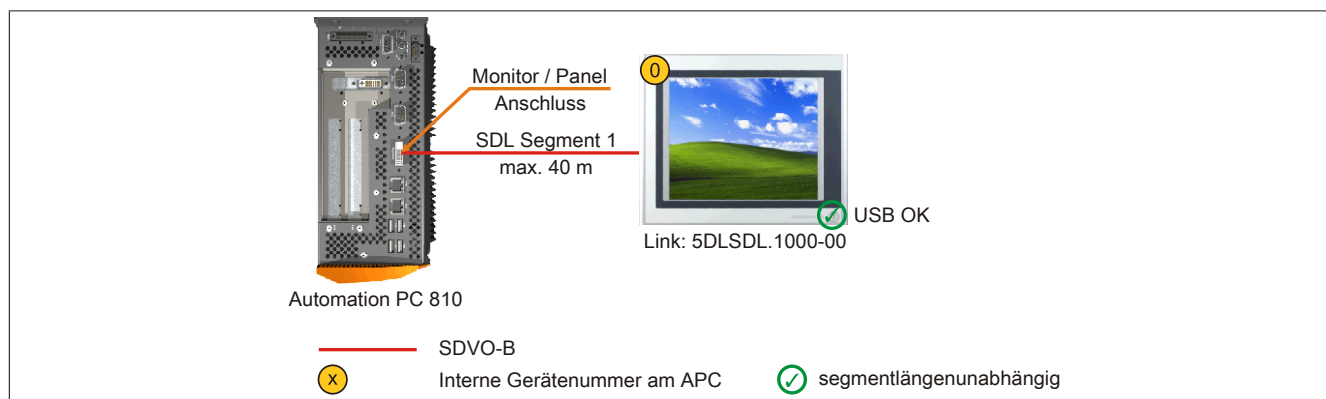 0
Monitor / Panel
Anschluss
SDL Segment 1
max. 40 m
USB OK
Link: 5DLSDL.1000-00
Automation PC 810
SDVO-B
x
Interne Gerätenummer am APC
segmentlängenunabhängig